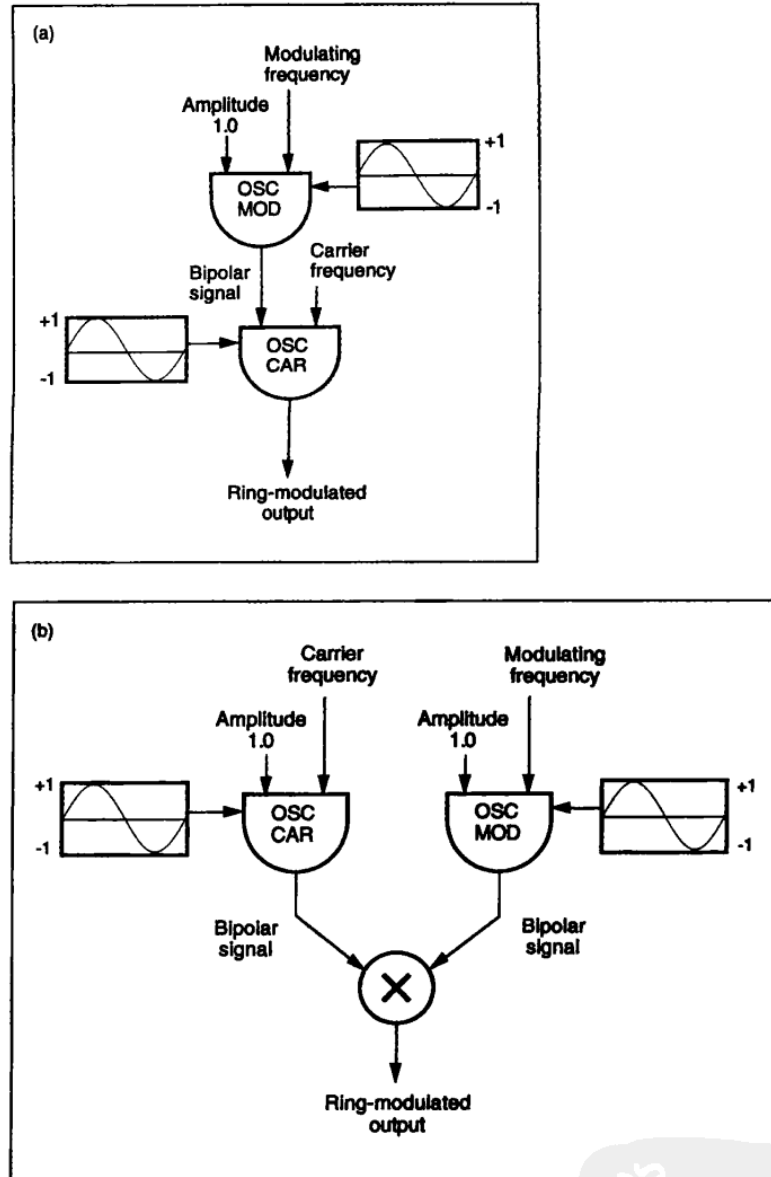 (a)
Modulating
frequency
Amplitude
1.0
+1
OSC
MOD
-1
Bipolar
signal
Carrier
frequency
+1
OSC
CAR
-1
Ring-modulated
output
(b)
Carrier
frequency
Modulating
frequency
Amplitude
1.0
Amplitude
1.0
+1
OSC
CAR
-1
OSC
MOD
+1
-1
Bipolar
signal
Bipolar
signal
×
Ring-modulated
output